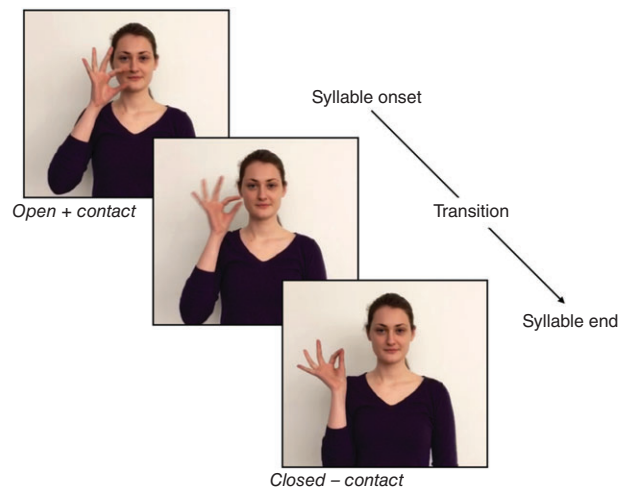 Syllable onset
Open + contact
Transition
Syllable end
Closed – contact